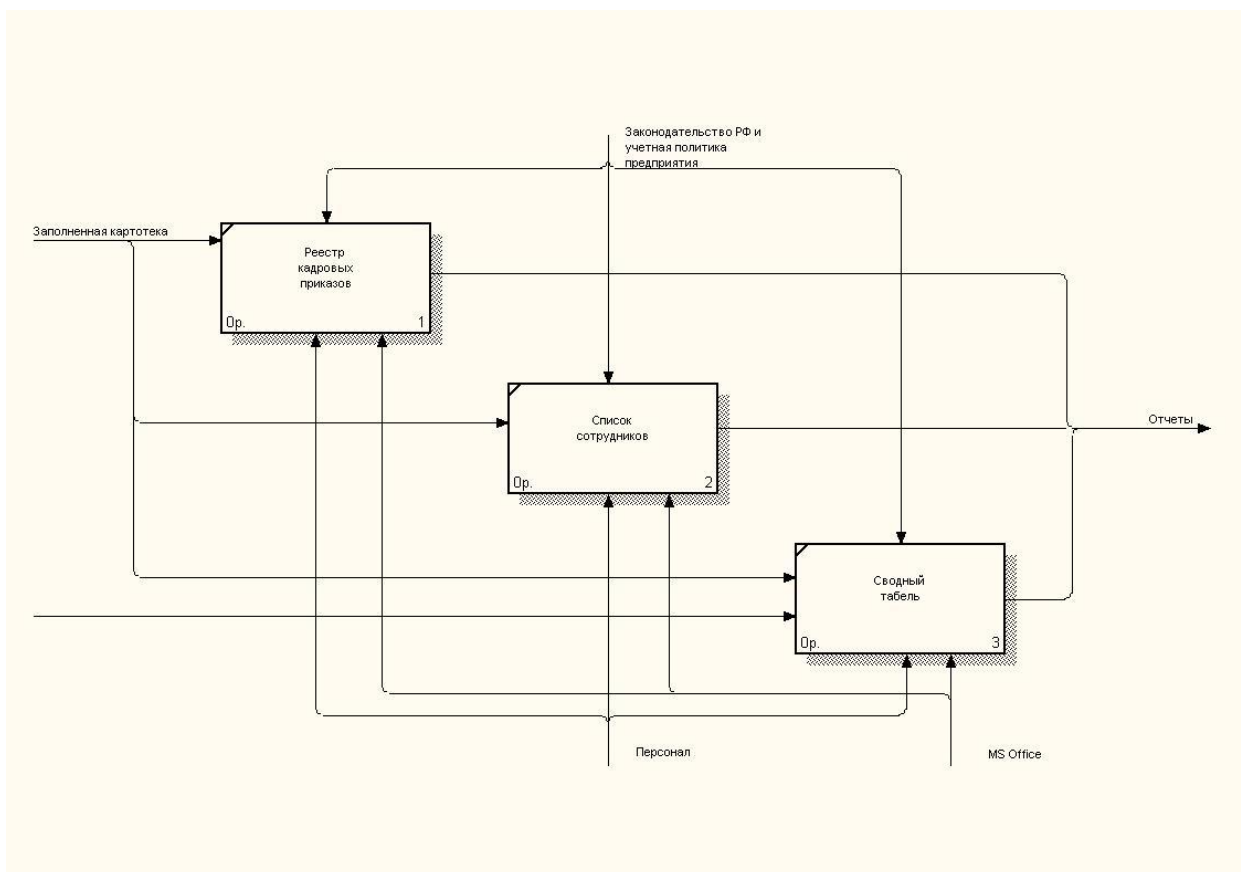 Законодательство РФ и
учетная политика
предприятия
Заполненная картотека
Реестр
кадровых
приказов
0р.
1
Список
сотрудников
0р.
2
Отчеты
Сводный
табель
0р.
3
Персонал
MS Office